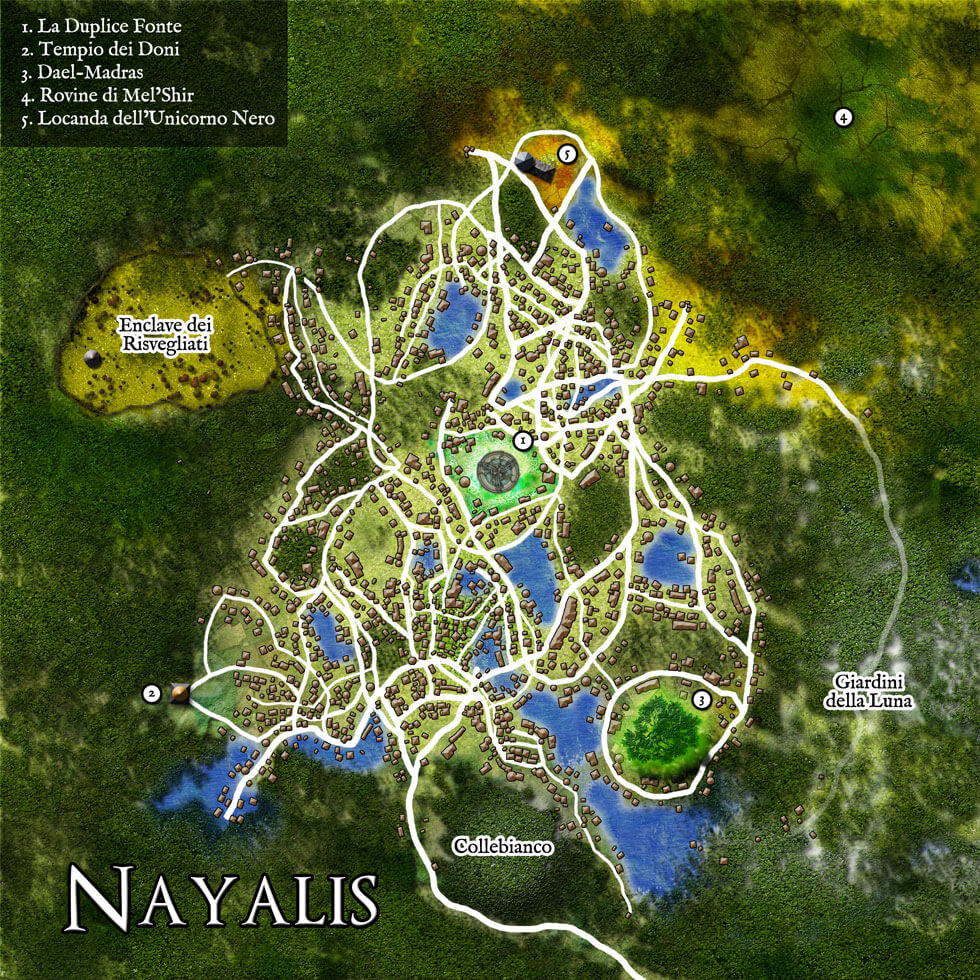 1. La Duplice Fonte
2. Tempio dei Doni
3. Dael-Madras
4. Rovine di Mel'Shir
5. Locanda dell'Unicorno Nero
4
5
Enclave dei
Risvegliati
1
Giardini
della Luna
2
3
Collebianco
Nayalis